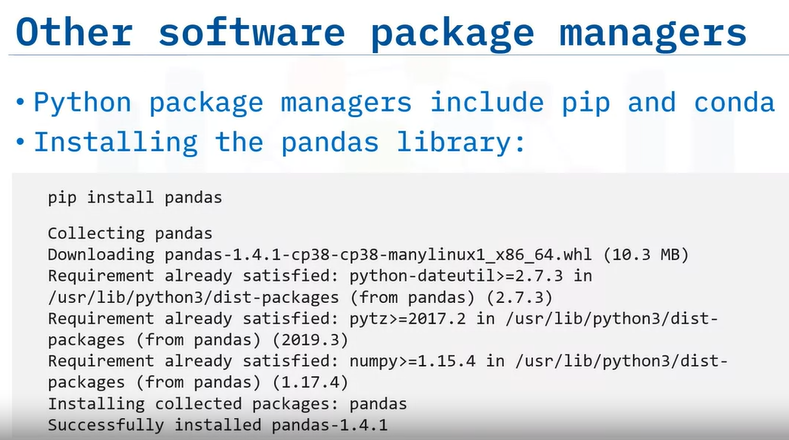 Other software package managers
• Python package managers include pip and conda
• Installing the pandas library:
pip install pandas
Collecting pandas
Downloading pandas-1.4.1-cp38-cp38-manylinux1_x86_64.whl (10.3 MB)
Requirement already satisfied: python-dateutil>=2.7.3 in
/usr/lib/python3/dist-packages (from pandas) (2.7.3)
Requirement already satisfied: pytz>=2017.2 in /usr/lib/python3/dist-
packages (from pandas) (2019.3)
Requirement already satisfied: numpy>=1.15.4 in /usr/lib/python3/dist-
packages (from pandas) (1.17.4)
Installing collected packages: pandas
Successfully installed pandas-1.4.1